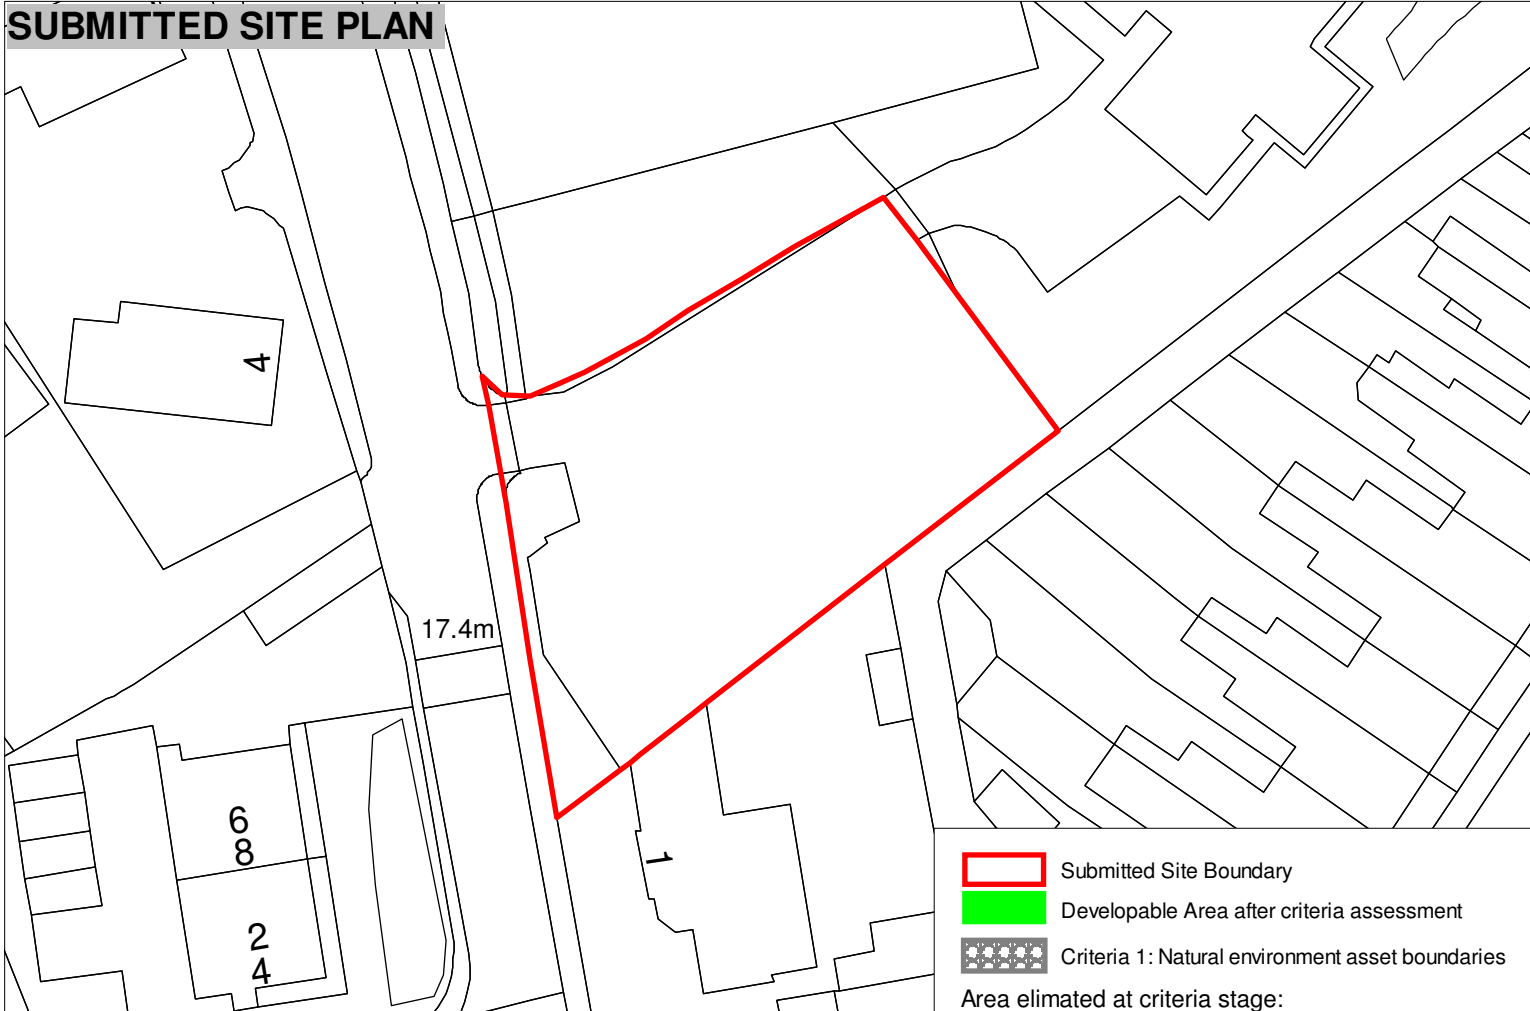 SUBMITTED SITE PLAN
4
17.4m
6
8
2
4
1
Submitted Site Boundary
Developable Area after criteria assessment
Criteria 1: Natural environment asset boundaries
Area elimated at criteria stage: